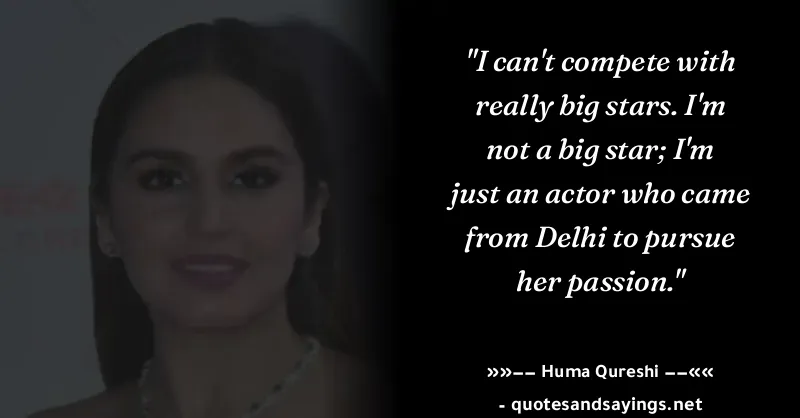 "I can't compete with
really big stars. I'm
not a big star; I'm
just an actor who came
from Delhi to pursue
her passion."
»»−− Huma Qureshi −−««
- quotesandsayings.net